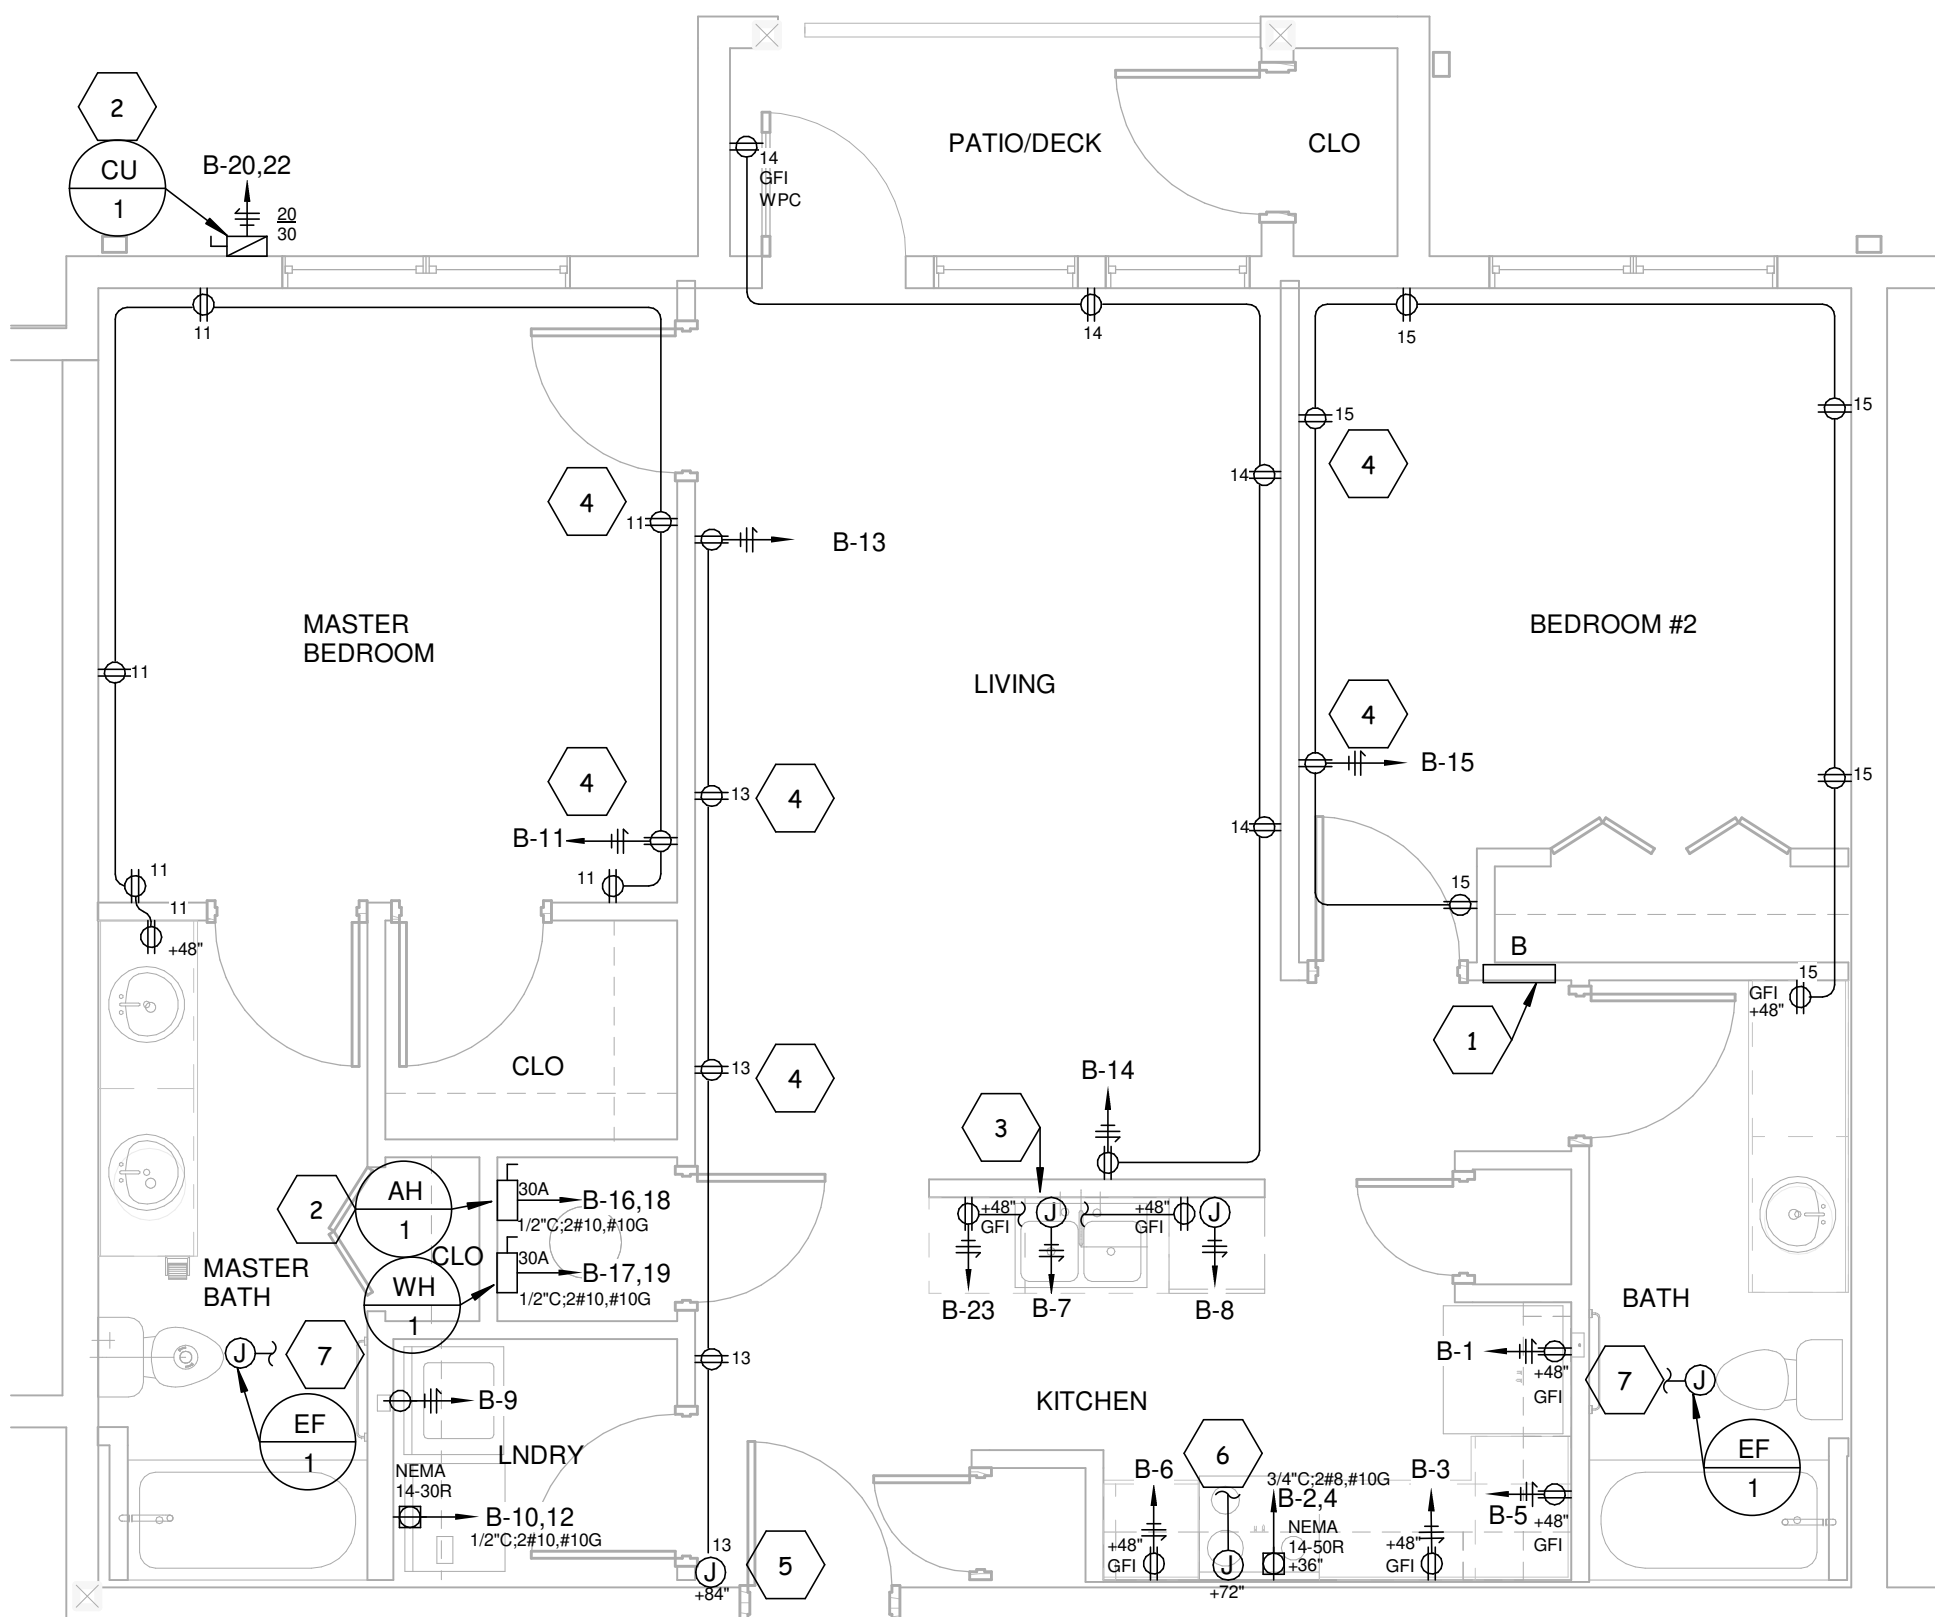 2
CU
1
B-20,22
20
30
14
GFI
WPC
PATIO/DECK
CLO
11
14
15
15
15
4
4
11
14
B-13
MASTER
BEDROOM
LIVING
BEDROOM #2
11
4
B-15
15
4
13
4
14
B-11
11
11
11
+48"
15
B
15
GFI
+48"
1
CLO
13
4
B-14
3
2
AH
1
30A
B-16,18
1/2"C;2#10,#10G
CLO
30A
B-17,19
1/2"C;2#10,#10G
WH
1
+48"
GFI
J
+48"
GFI
J
B-23
B-7
B-8
MASTER
BATH
BATH
J
7
EF
1
B-9
LNDRY
13
KITCHEN
B-1
+48"
GFI
7
J
EF
1
NEMA
14-30R
B-10,12
1/2"C;2#10,#10G
6
B-6
3/4"C;2#8,#10G
B-2,4
B-3
NEMA
14-50R
+36"
B-5
+48"
GFI
+48"
GFI
+48"
GFI
13
J
+84"
5
J
+72"